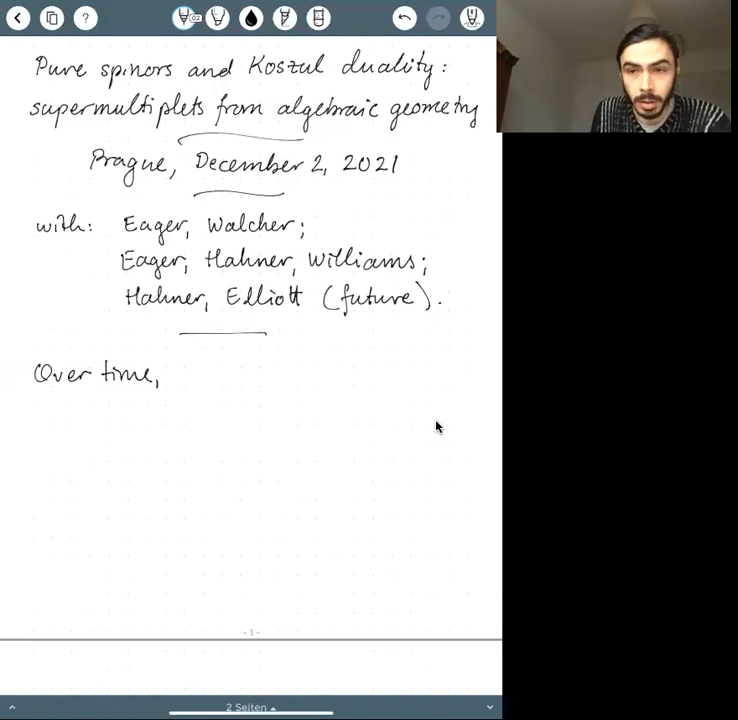 ?
Pure spinors and Koszul duality:
supermultiplets from algebraic geometry
Prague, December 2, 2021
with: Eager, Walcher;
Eager, Hahner, Williams;
Hahner, Elliott (future).
Over time,
-1-
2 Seiten